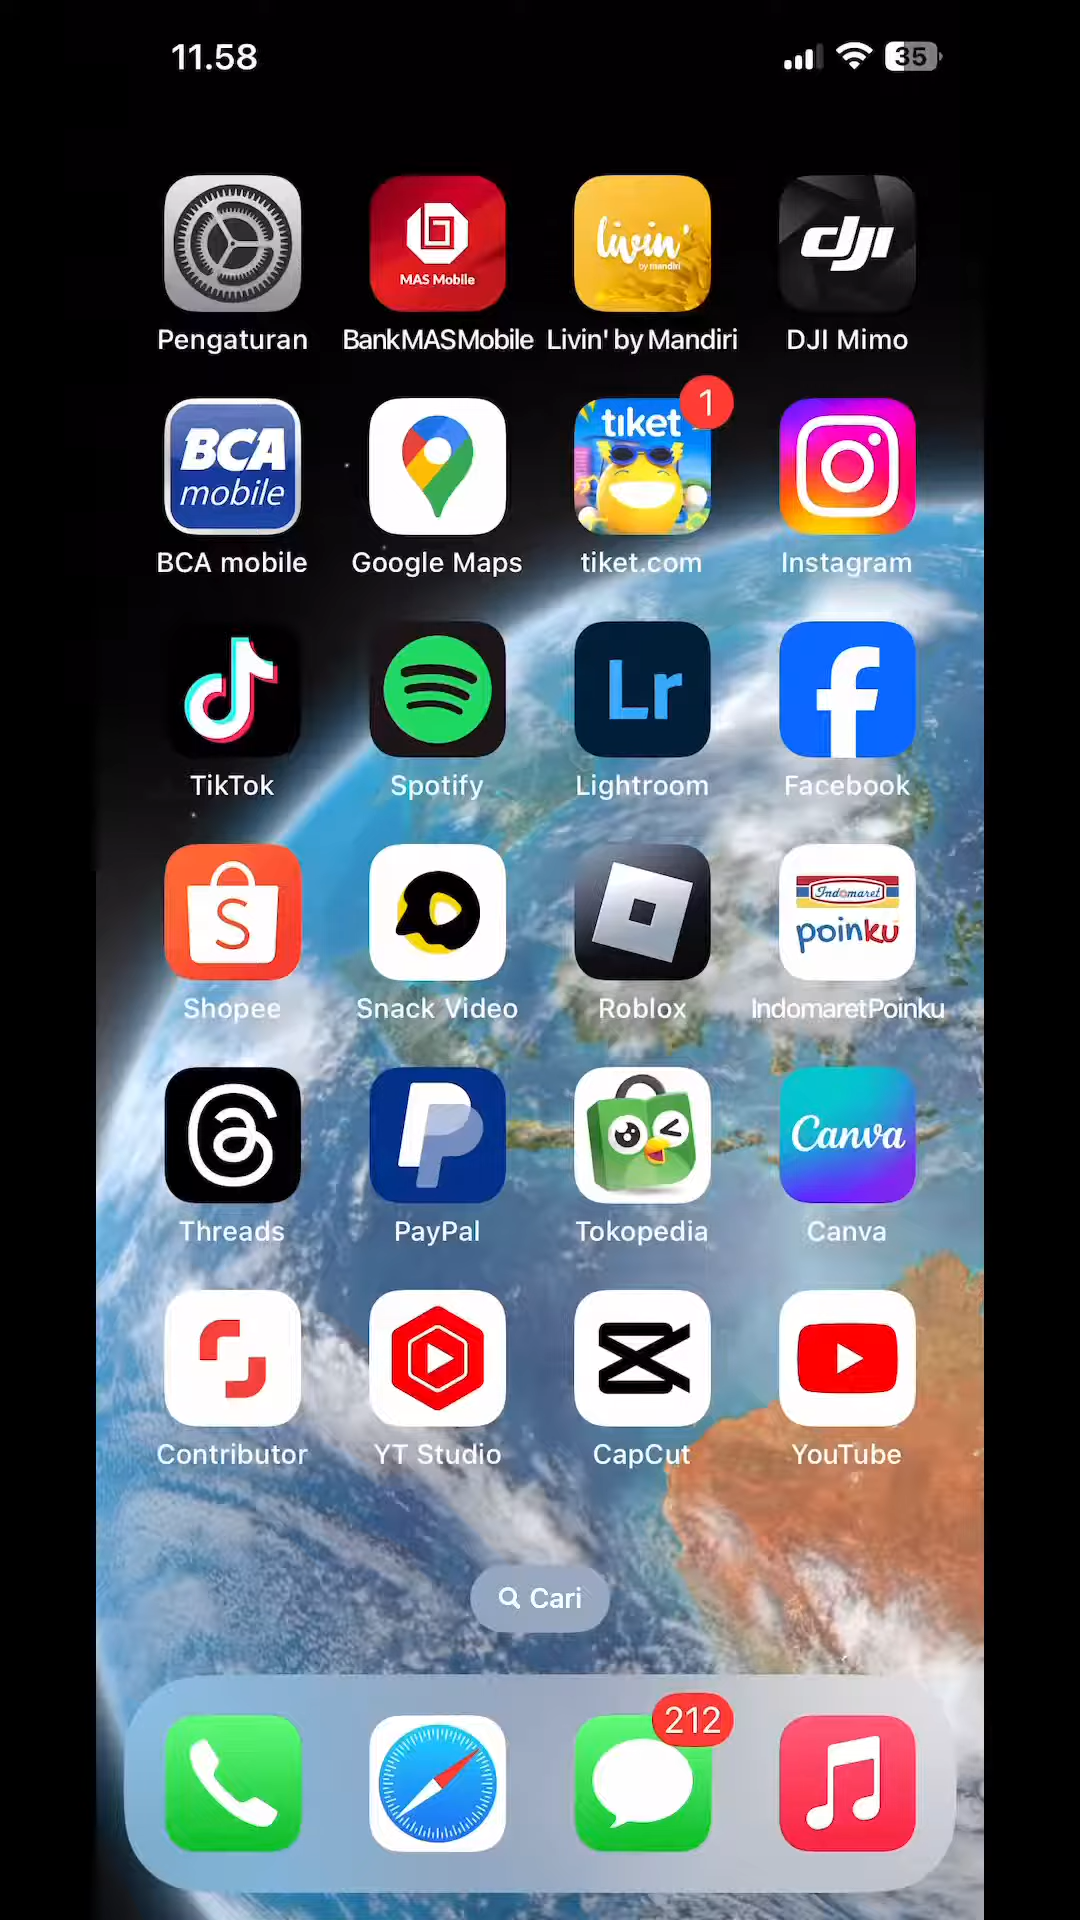 11.58
35
MAS Mobile
livin'
by mandiri
dji
Pengaturan
BankMASMobile
Livin' by Mandiri
DJI Mimo
BCA
mobile
tiket
1
BCA mobile
Google Maps
tiket.com
Instagram
Lr
TikTok
Spotify
Lightroom
Facebook
Indomaret
poinku
Shopee
Snack Video
Roblox
IndomaretPoinku
Canva
Threads
PayPal
Tokopedia
Canva
Contributor
YT Studio
CapCut
YouTube
Cari
212